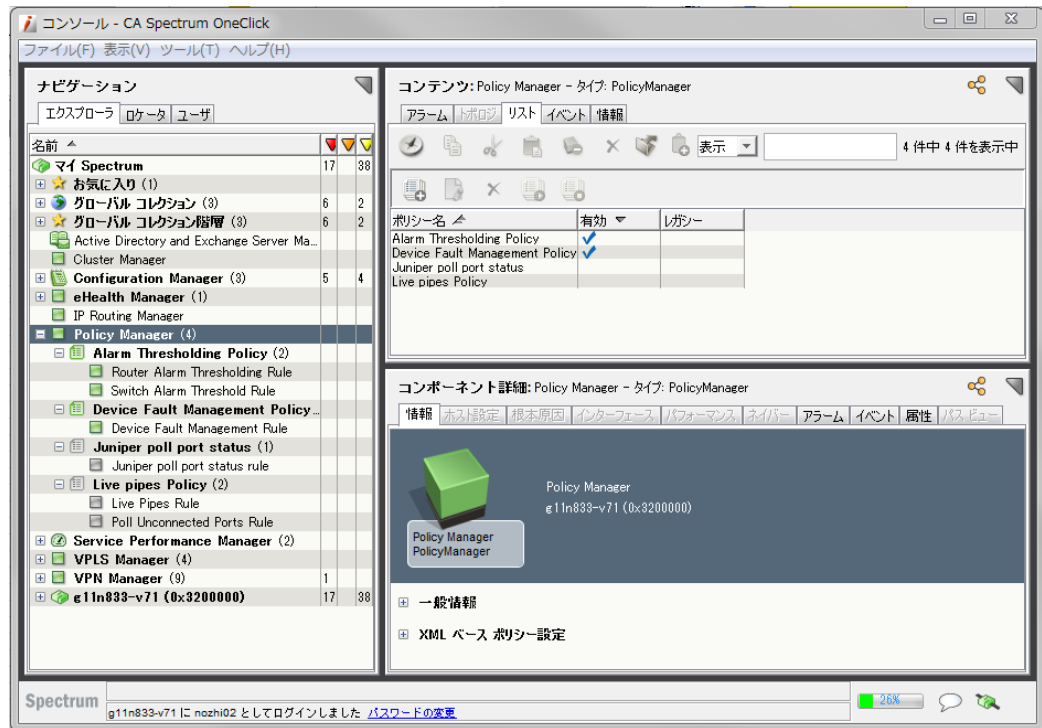 コンソール - CA Spectrum OneClick
ファイル(F) 表示(V) ツール(T) ヘルプ(H)
ナビゲーション
エクスプローラ ロケータ ユーザ
名前
マイ Spectrum 17 38
お気に入り (1)
グローバル コレクション (3) 6 2
グローバル コレクション階層 (3) 6 2
Active Directory and Exchange Server Ma...
Cluster Manager
Configuration Manager (3) 5 4
eHealth Manager (1)
IP Routing Manager
Policy Manager (4)
Alarm Thresholding Policy (2)
Router Alarm Thresholding Rule
Switch Alarm Threshold Rule
Device Fault Management Policy...
Device Fault Management Rule
Juniper poll port status (1)
Juniper poll port status rule
Live pipes Policy (2)
Live Pipes Rule
Poll Unconnected Ports Rule
Service Performance Manager (2)
VPLS Manager (4)
VPN Manager (9) 1
g11n833-v71 (0x3200000) 17 38
コンテンツ: Policy Manager - タイプ: PolicyManager
アラーム トポロジ リスト イベント 情報
表示 4 件中 4 件を表示中
ポリシー名 有効 レガシー
Alarm Thresholding Policy
Device Fault Management Policy
Juniper poll port status
Live pipes Policy
コンポーネント詳細: Policy Manager - タイプ: PolicyManager
情報 ホスト設定 根本原因 インターフェース パフォーマンス ネイバー アラーム イベント 属性 パス ビュー
Policy Manager
g11n833-v71 (0x3200000)
Policy Manager
PolicyManager
一般情報
XML ベース ポリシー設定
Spectrum
g11n833-v71 に nozhi02 としてログインしました パスワードの変更
26%